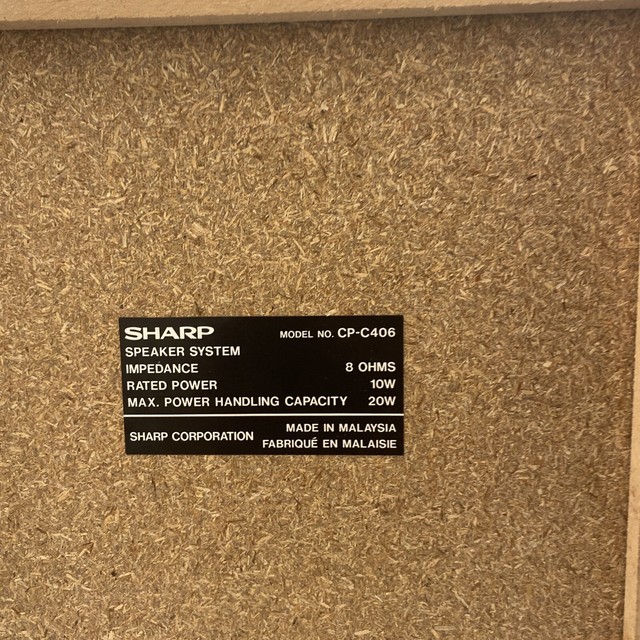 SHARP MODEL NO. CP-C406
SPEAKER SYSTEM
IMPEDANCE 8 OHMS
RATED POWER 10W
MAX. POWER HANDLING CAPACITY 20W
SHARP CORPORATION MADE IN MALAYSIA
FABRIQUÉ EN MALAISIE